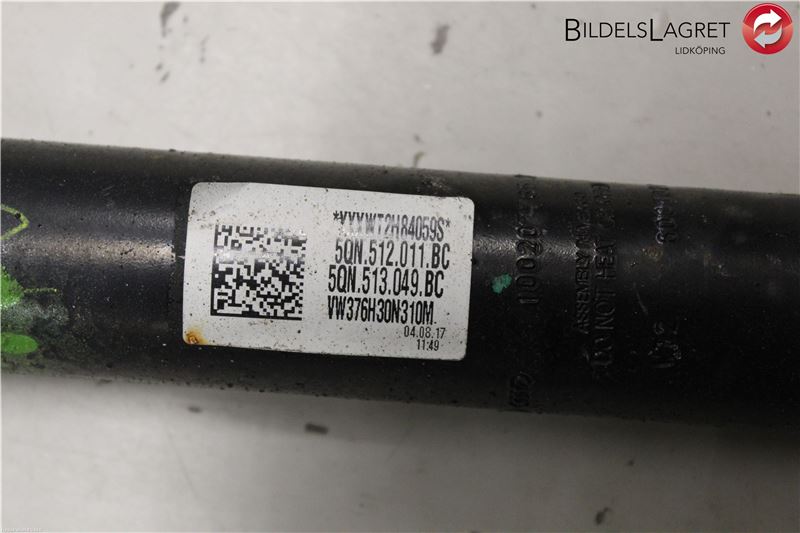 BILDELSLAGRET
LIDKÖPING
*YXXWT2H84059S*
5QN.512.011.BC
5QN.513.049.BC
VW376H30N310M
04.08.17
11:49
DO NOT HEAT